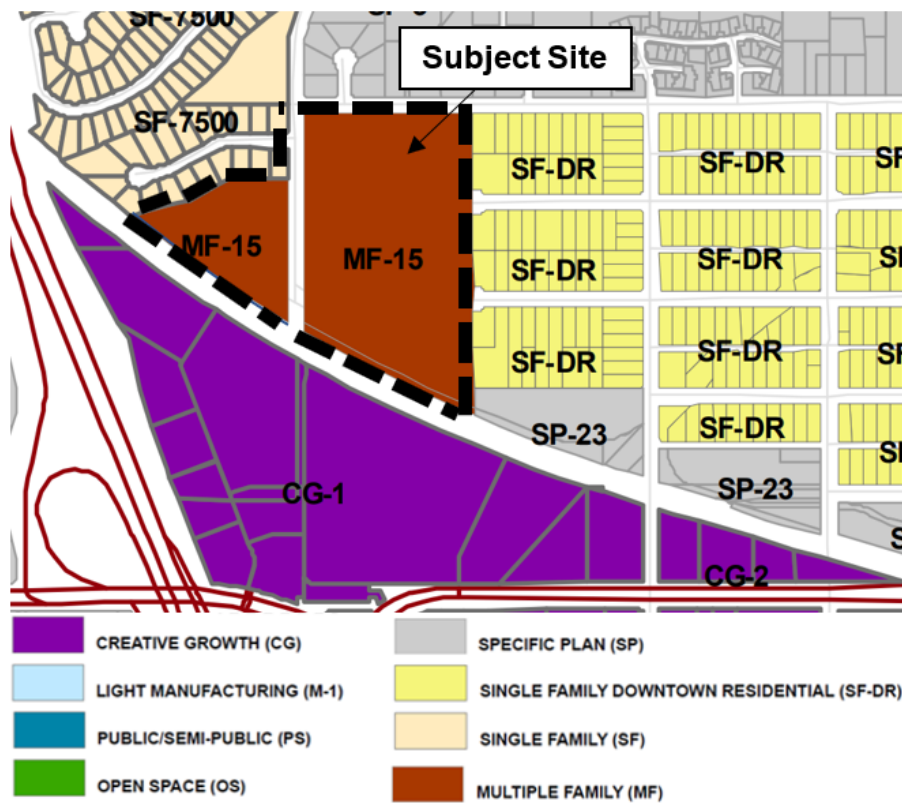 SF-7500
Subject Site
SF-7500
SF-DR
SF-DR
MF-15
MF-15
SF-DR
SF-DR
SF-DR
SF-DR
SP-23
SF-DR
CG-1
SP-23
CG-2
CREATIVE GROWTH (CG)
SPECIFIC PLAN (SP)
LIGHT MANUFACTURING (M-1)
SINGLE FAMILY DOWNTOWN RESIDENTIAL (SF-DR)
PUBLIC/SEMI-PUBLIC (PS)
SINGLE FAMILY (SF)
OPEN SPACE (OS)
MULTIPLE FAMILY (MF)